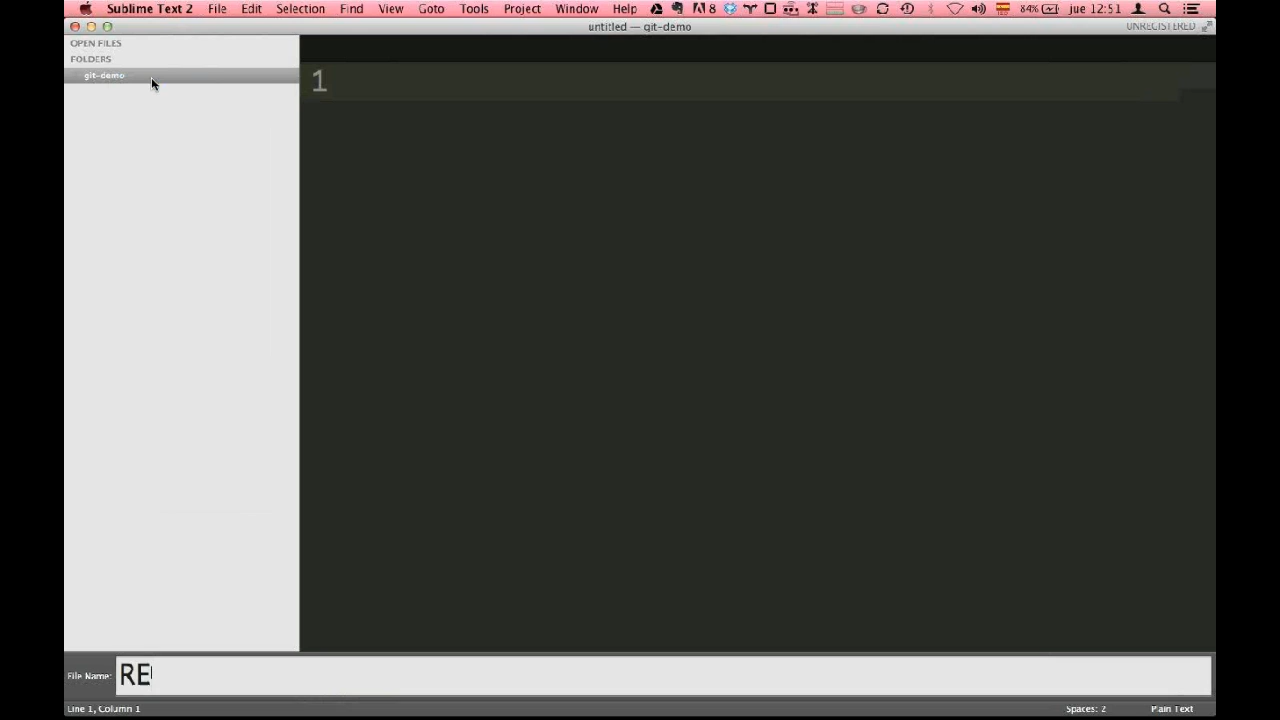 Sublime Text 2 File Edit Selection Find View Goto Tools Project Window Help 8 84% jue 12:51
untitled — git-demo
UNREGISTERED
OPEN FILES
FOLDERS
git-demo
1
File Name: RE
Line 1, Column 1
Spaces: 2
Plain Text